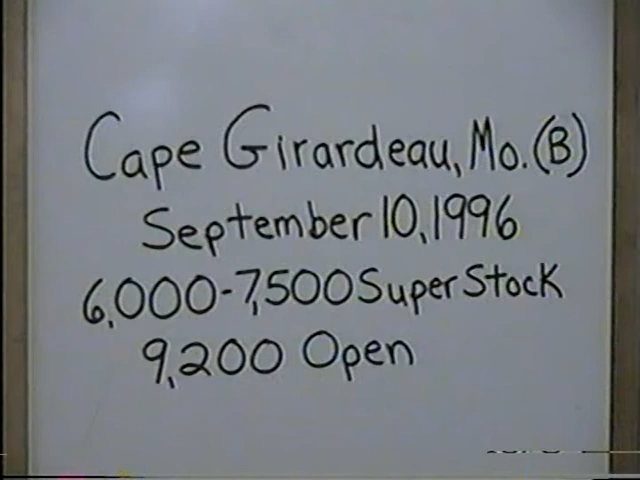 Cape Girardeau, Mo. (B)
September 10, 1996
6,000-7,500 Super Stock
9,200 Open